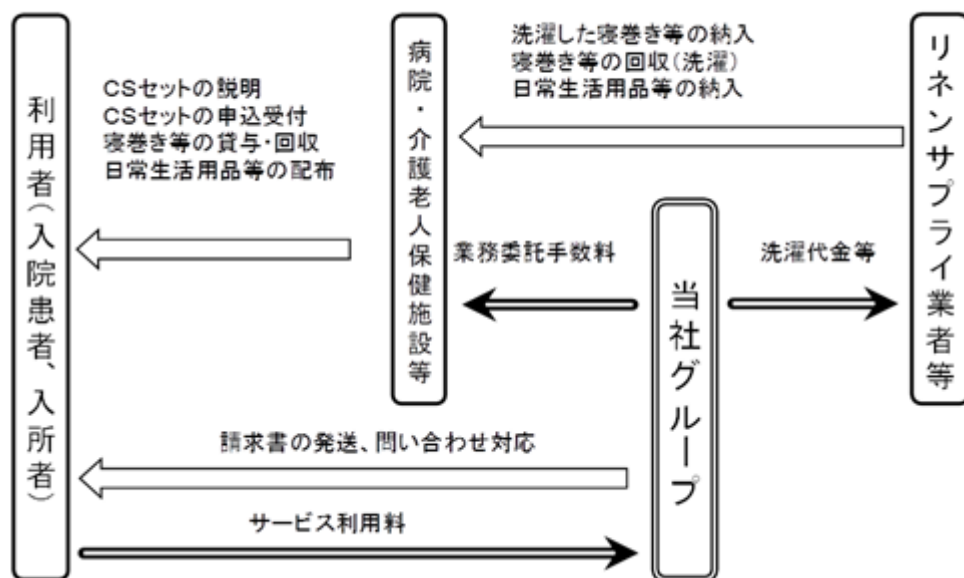 利用者(入院患者、入所者)
CSセットの説明
CSセットの申込受付
寝巻き等の貸与・回収
日常生活用品等の配布
病院・介護老人保健施設等
洗濯した寝巻き等の納入
寝巻き等の回収(洗濯)
日常生活用品等の納入
リネンサプライ業者等
業務委託手数料
当社グループ
洗濯代金等
請求書の発送、問い合わせ対応
サービス利用料